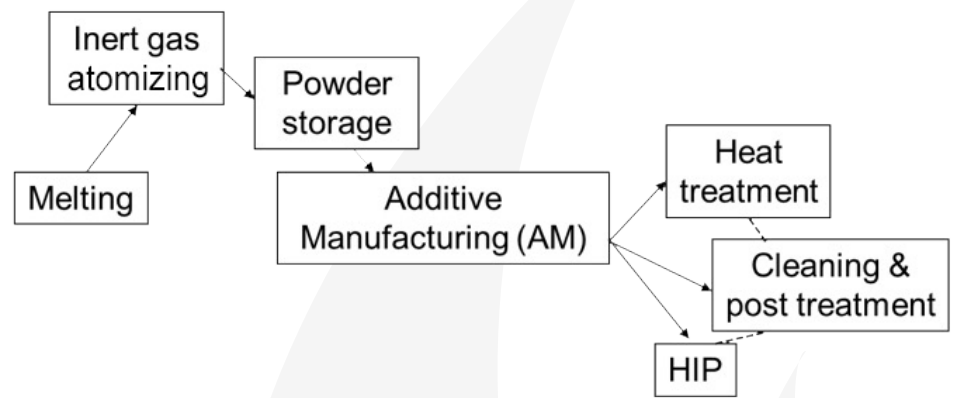 Inert gas
atomizing
Powder
storage
Melting
Additive
Manufacturing (AM)
Heat
treatment
Cleaning &
post treatment
HIP